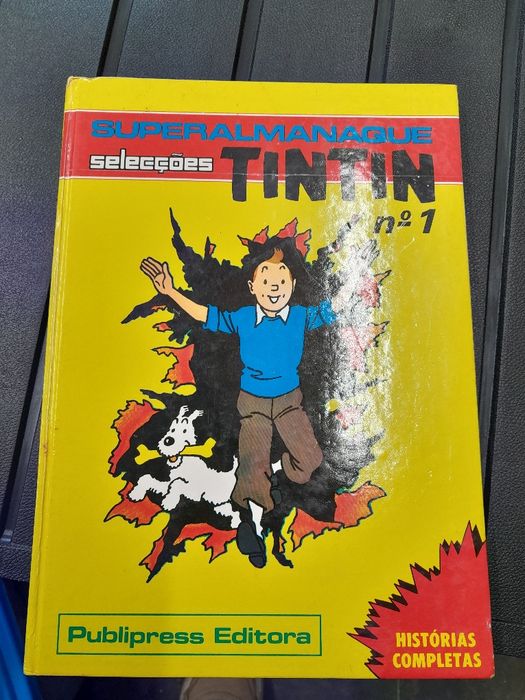 SUPERALMANAQUE
selecções TINTIN
nº 1
Publipress Editora
HISTÓRIAS
COMPLETAS